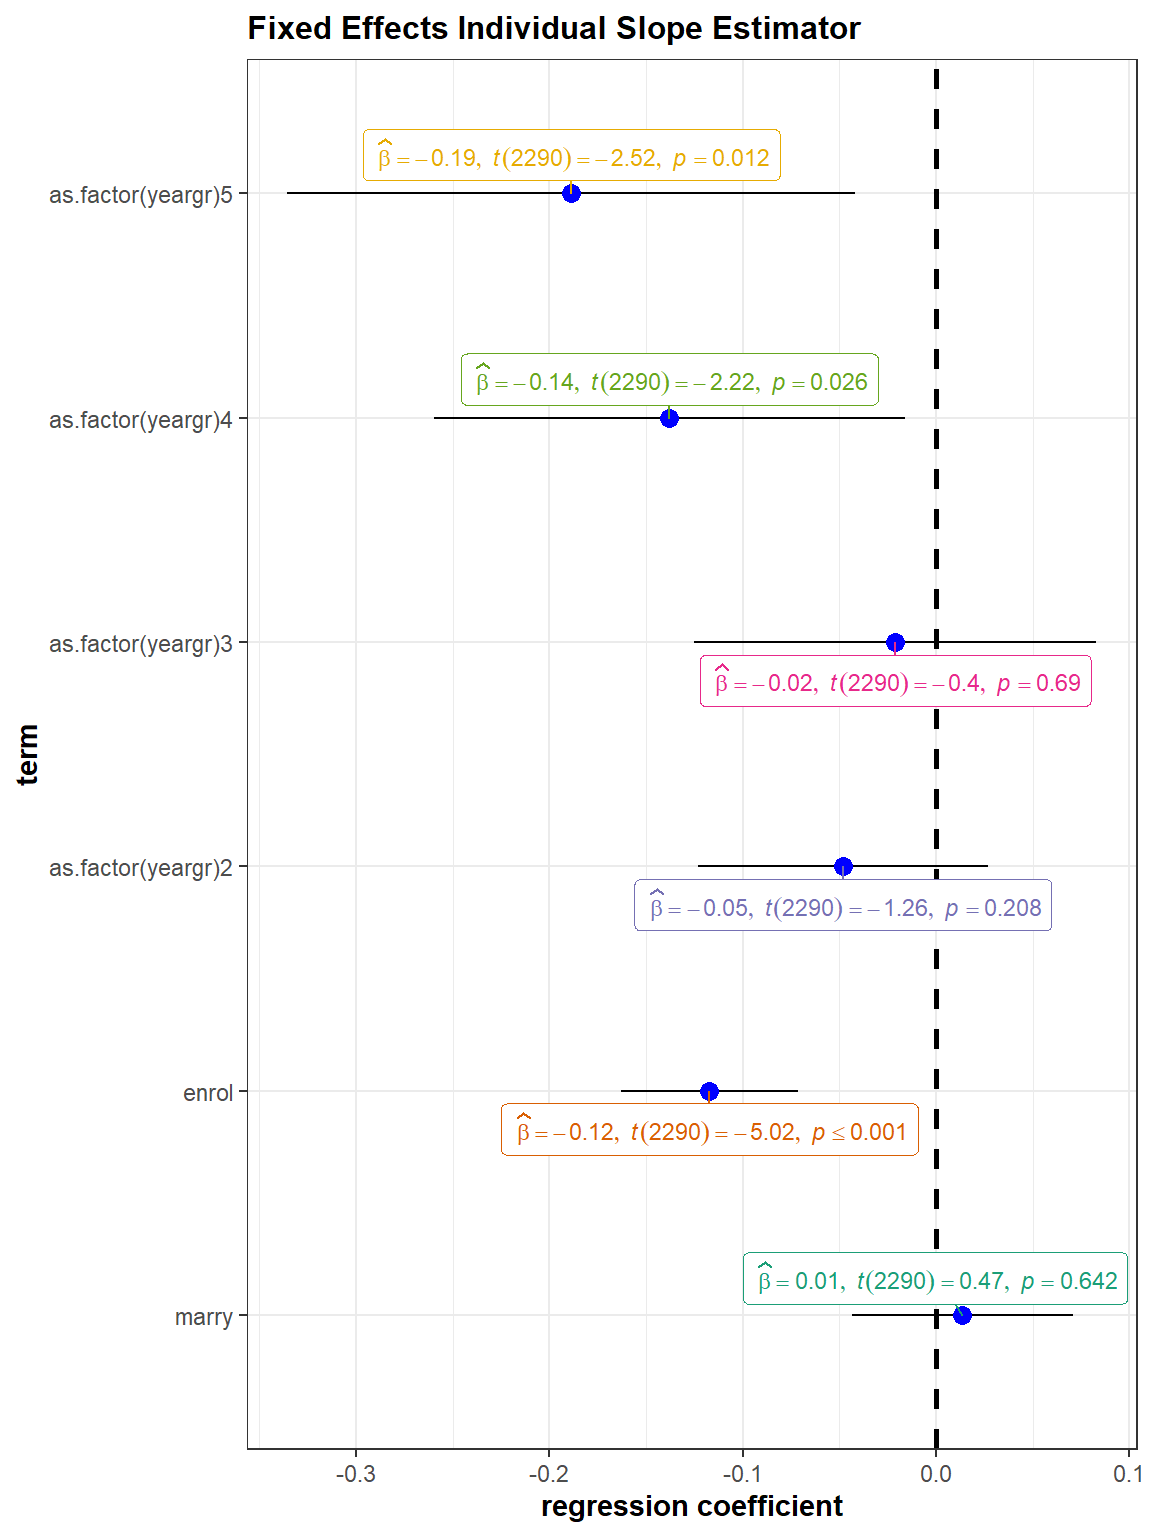 Fixed Effects Individual Slope Estimator
β̂ = −0.19, t(2290) = −2.52, p = 0.012
as.factor(yeargr)5
β̂ = −0.14, t(2290) = −2.22, p = 0.026
as.factor(yeargr)4
as.factor(yeargr)3
β̂ = −0.02, t(2290) = −0.4, p = 0.69
term
as.factor(yeargr)2
β̂ = −0.05, t(2290) = −1.26, p = 0.208
enrol
β̂ = −0.12, t(2290) = −5.02, p ≤ 0.001
β̂ = 0.01, t(2290) = 0.47, p = 0.642
marry
-0.3 -0.2 -0.1 0.0 0.1
regression coefficient